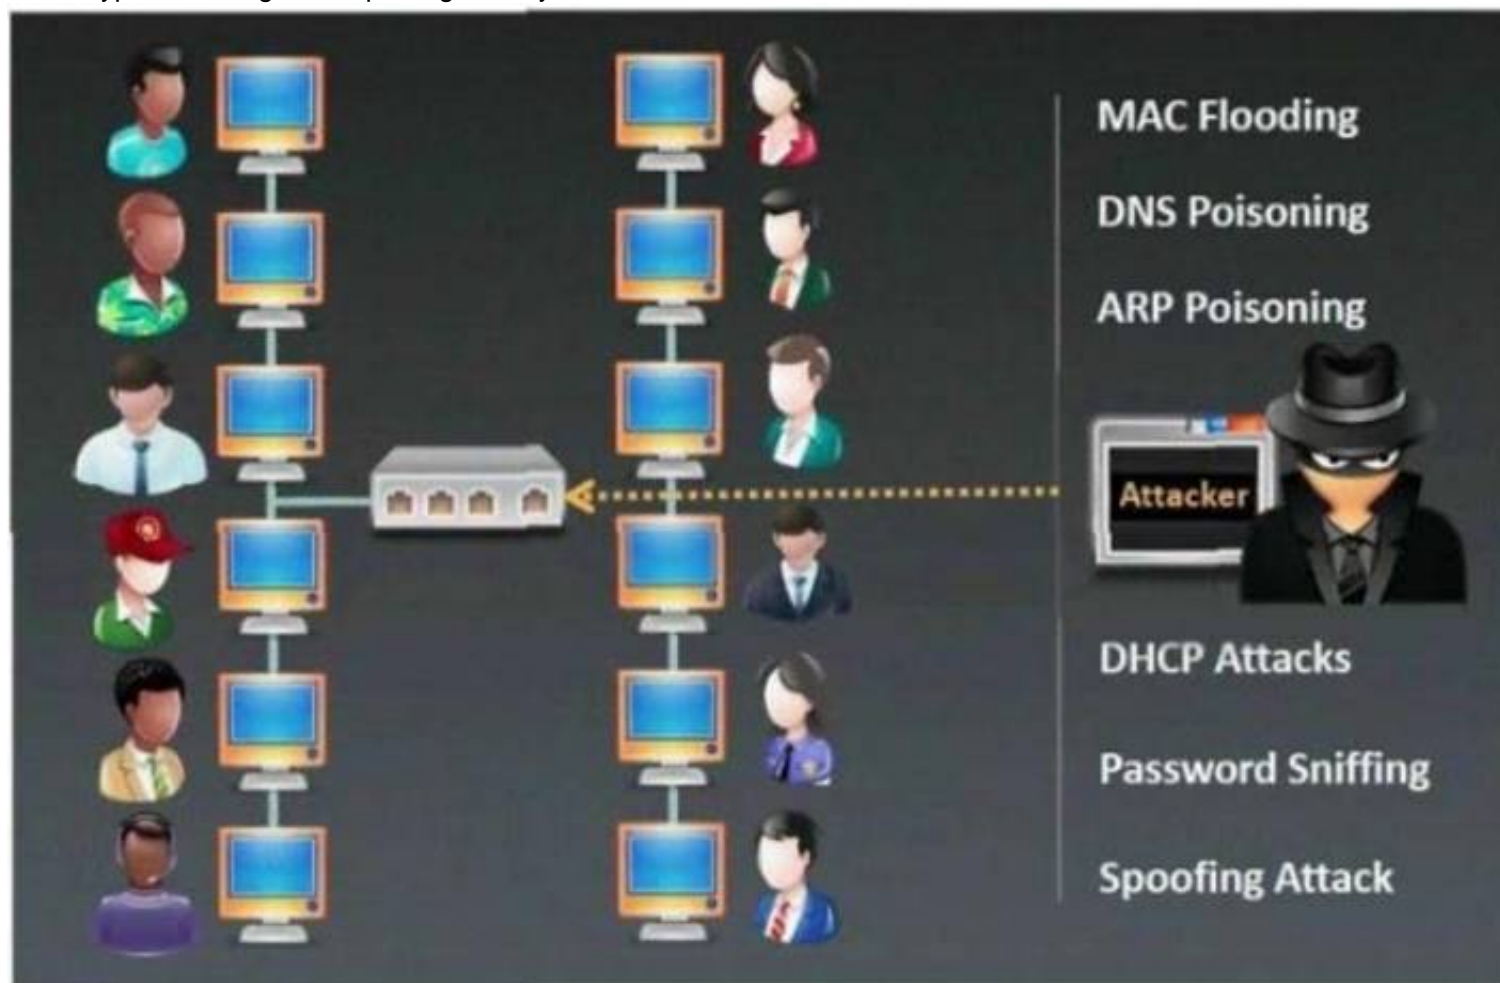 MAC Flooding
DNS Poisoning
ARP Poisoning
Attacker
DHCP Attacks
Password Sniffing
Spoofing Attack